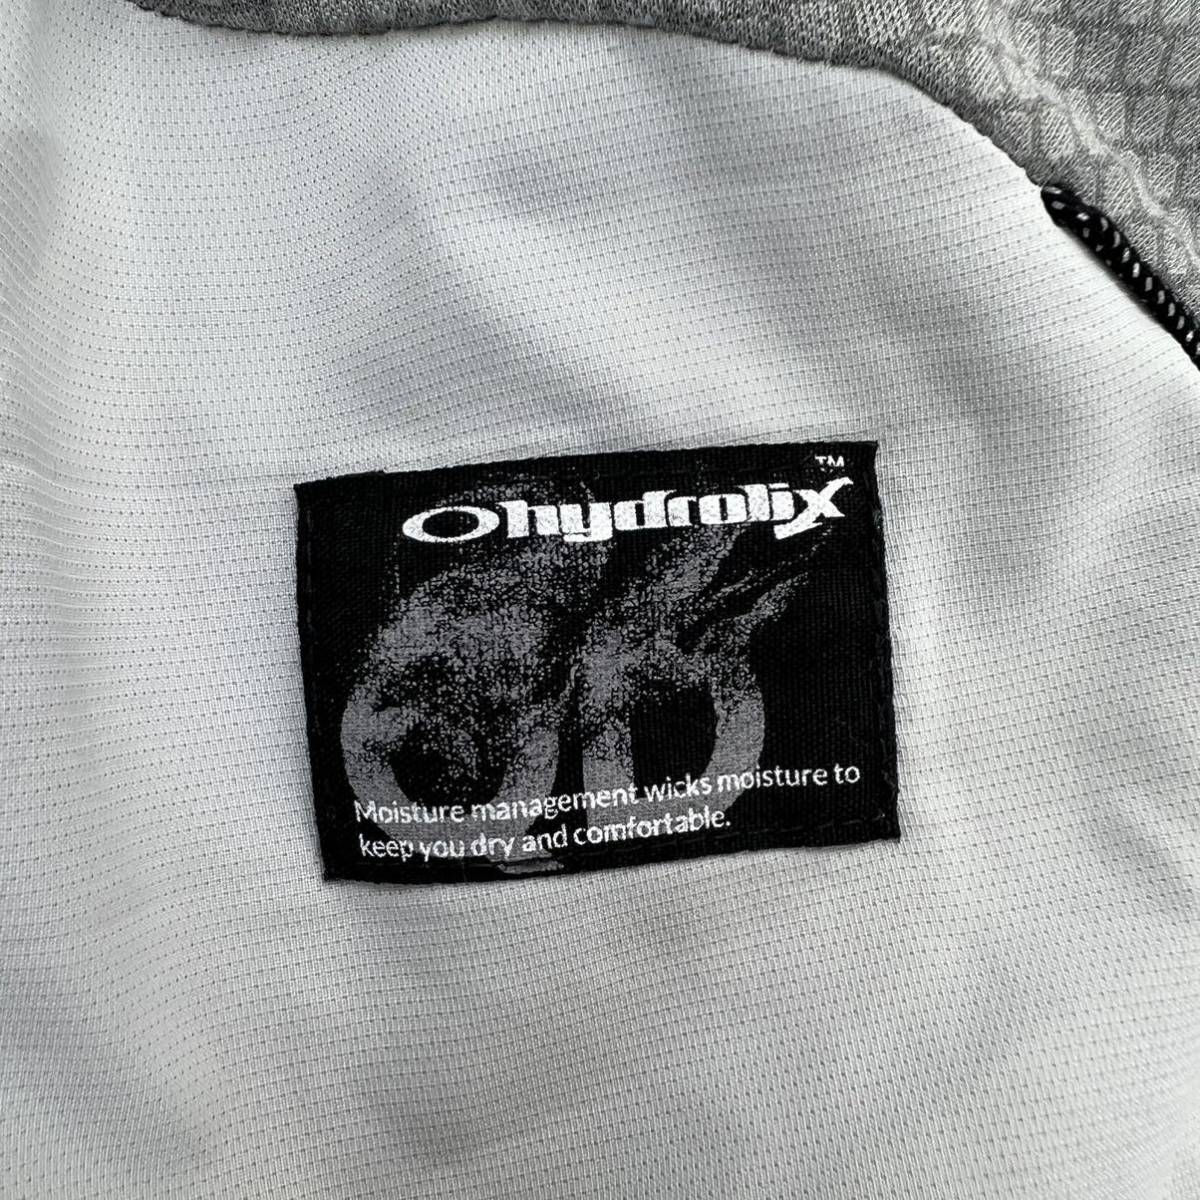 Ohydrolix™
Moisture management wicks moisture to
keep you dry and comfortable.